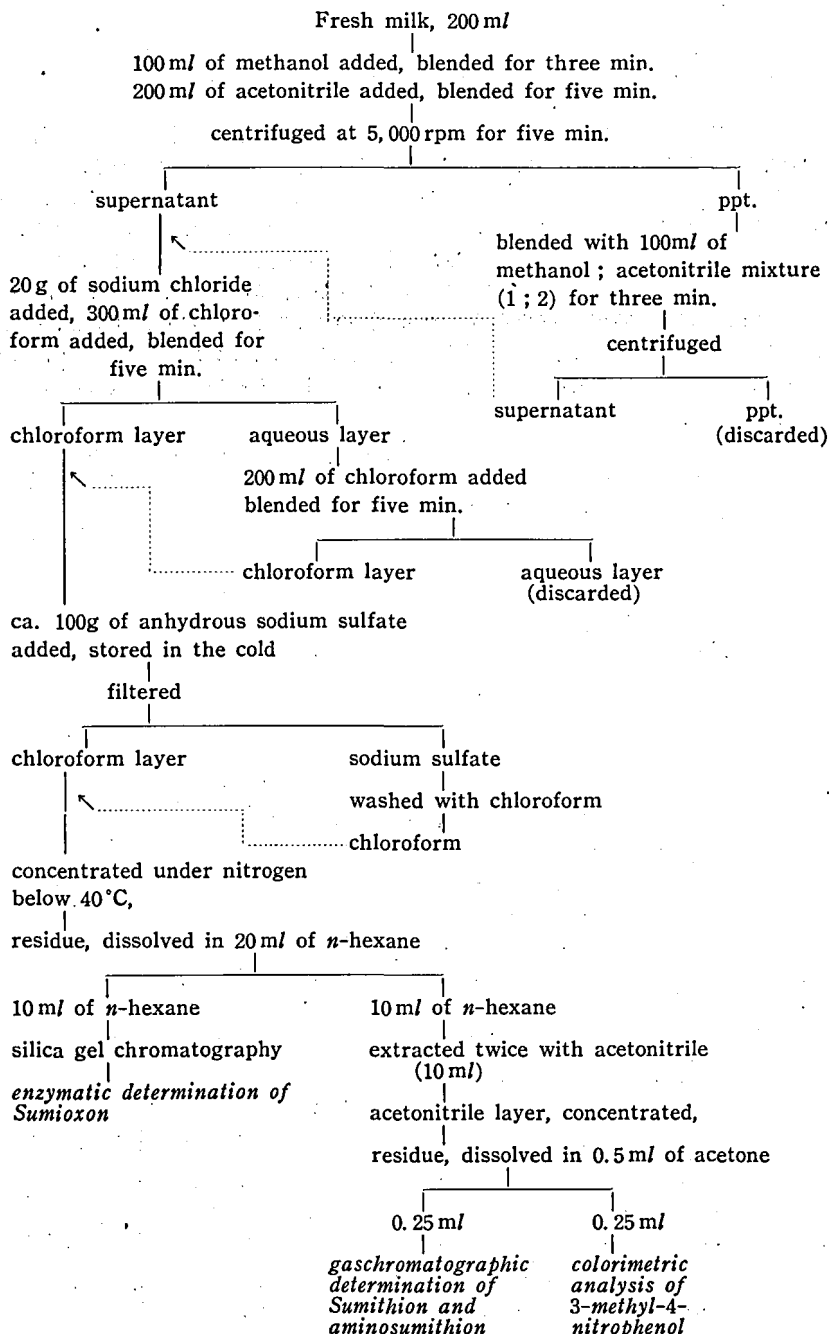 Fresh milk, 200 ml
100 ml of methanol added, blended for three min.
200 ml of acetonitrile added, blended for five min.
centrifuged at 5,000 rpm for five min.
supernatant
ppt.
blended with 100ml of
methanol ; acetonitrile mixture
(1 ; 2) for three min.
centrifuged
supernatant
ppt.
(discarded)
20 g of sodium chloride
added, 300 ml of chloro-
form added, blended for
five min.
chloroform layer
aqueous layer
200 ml of chloroform added
blended for five min.
chloroform layer
aqueous layer
(discarded)
ca. 100g of anhydrous sodium sulfate
added, stored in the cold
filtered
chloroform layer
sodium sulfate
washed with chloroform
chloroform
concentrated under nitrogen
below 40°C,
residue, dissolved in 20 ml of n-hexane
10 ml of n-hexane
silica gel chromatography
enzymatic determination of
Sumioxon
10 ml of n-hexane
extracted twice with acetonitrile
(10 ml)
acetonitrile layer, concentrated,
residue, dissolved in 0.5 ml of acetone
0.25 ml
gaschromatographic
determination of
Sumithion and
aminosumithion
0.25 ml
colorimetric
analysis of
3-methyl-4-
nitrophenol